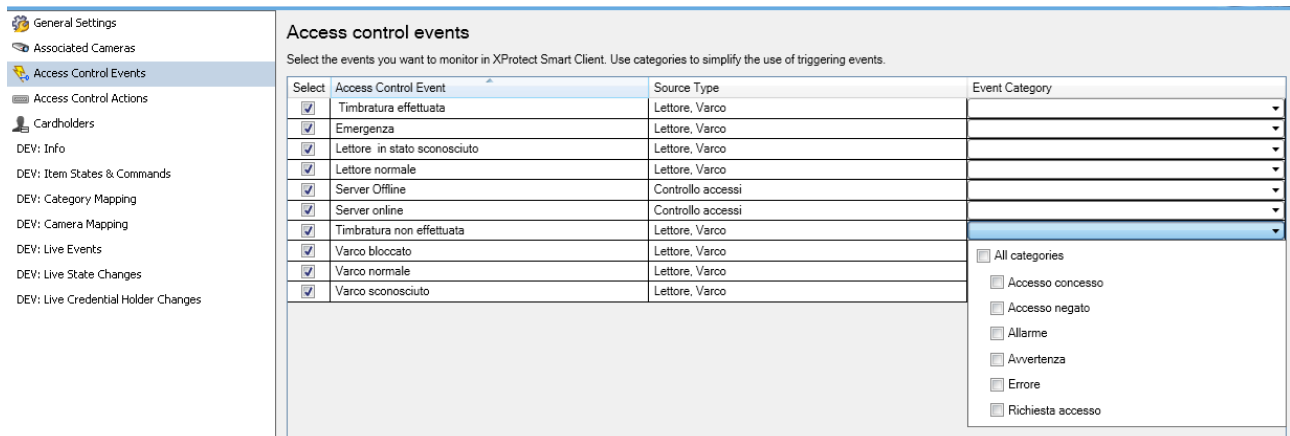 General Settings
Associated Cameras
Access Control Events
Access Control Actions
Cardholders
DEV: Info
DEV: Item States & Commands
DEV: Category Mapping
DEV: Camera Mapping
DEV: Live Events
DEV: Live State Changes
DEV: Live Credential Holder Changes
Access control events
Select the events you want to monitor in XProtect Smart Client. Use categories to simplify the use of triggering events.
Select Access Control Event Source Type Event Category
Timbratura effettuata Lettore, Varco
Emergenza Lettore, Varco
Lettore in stato sconosciuto Lettore, Varco
Lettore normale Lettore, Varco
Server Offline Controllo accessi
Server online Controllo accessi
Timbratura non effettuata Lettore, Varco
Varco bloccato Lettore, Varco
Varco normale Lettore, Varco
Varco sconosciuto Lettore, Varco
All categories
Accesso concesso
Accesso negato
Allarme
Avvertenza
Errore
Richiesta accesso